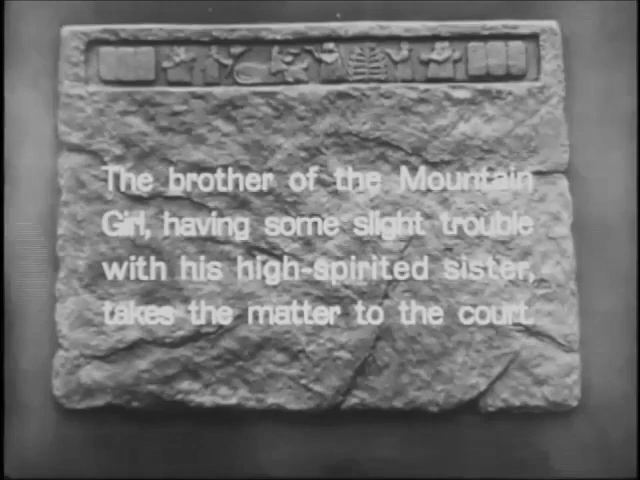 The brother of the Mountain
Girl, having some slight trouble
with his high-spirited sister,
takes the matter to the court.